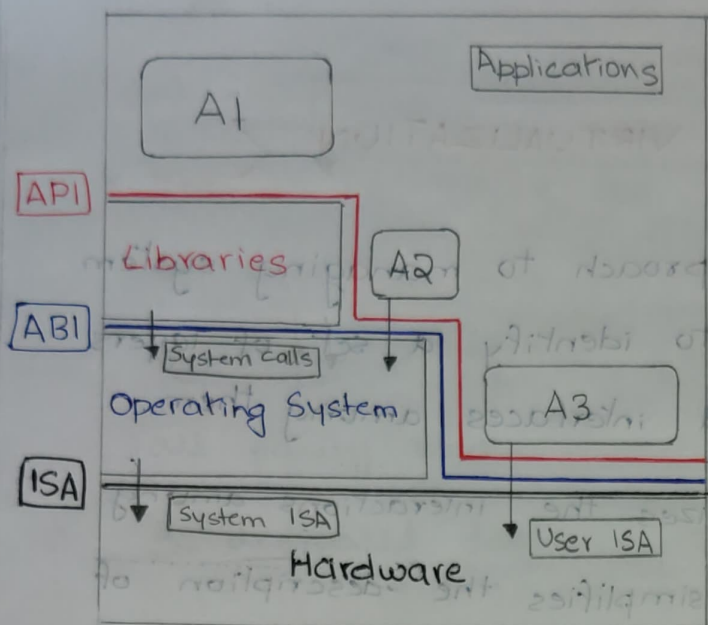 Applications
A1
API
Libraries
A2
ABI
System calls
Operating System
A3
ISA
System ISA
User ISA
Hardware